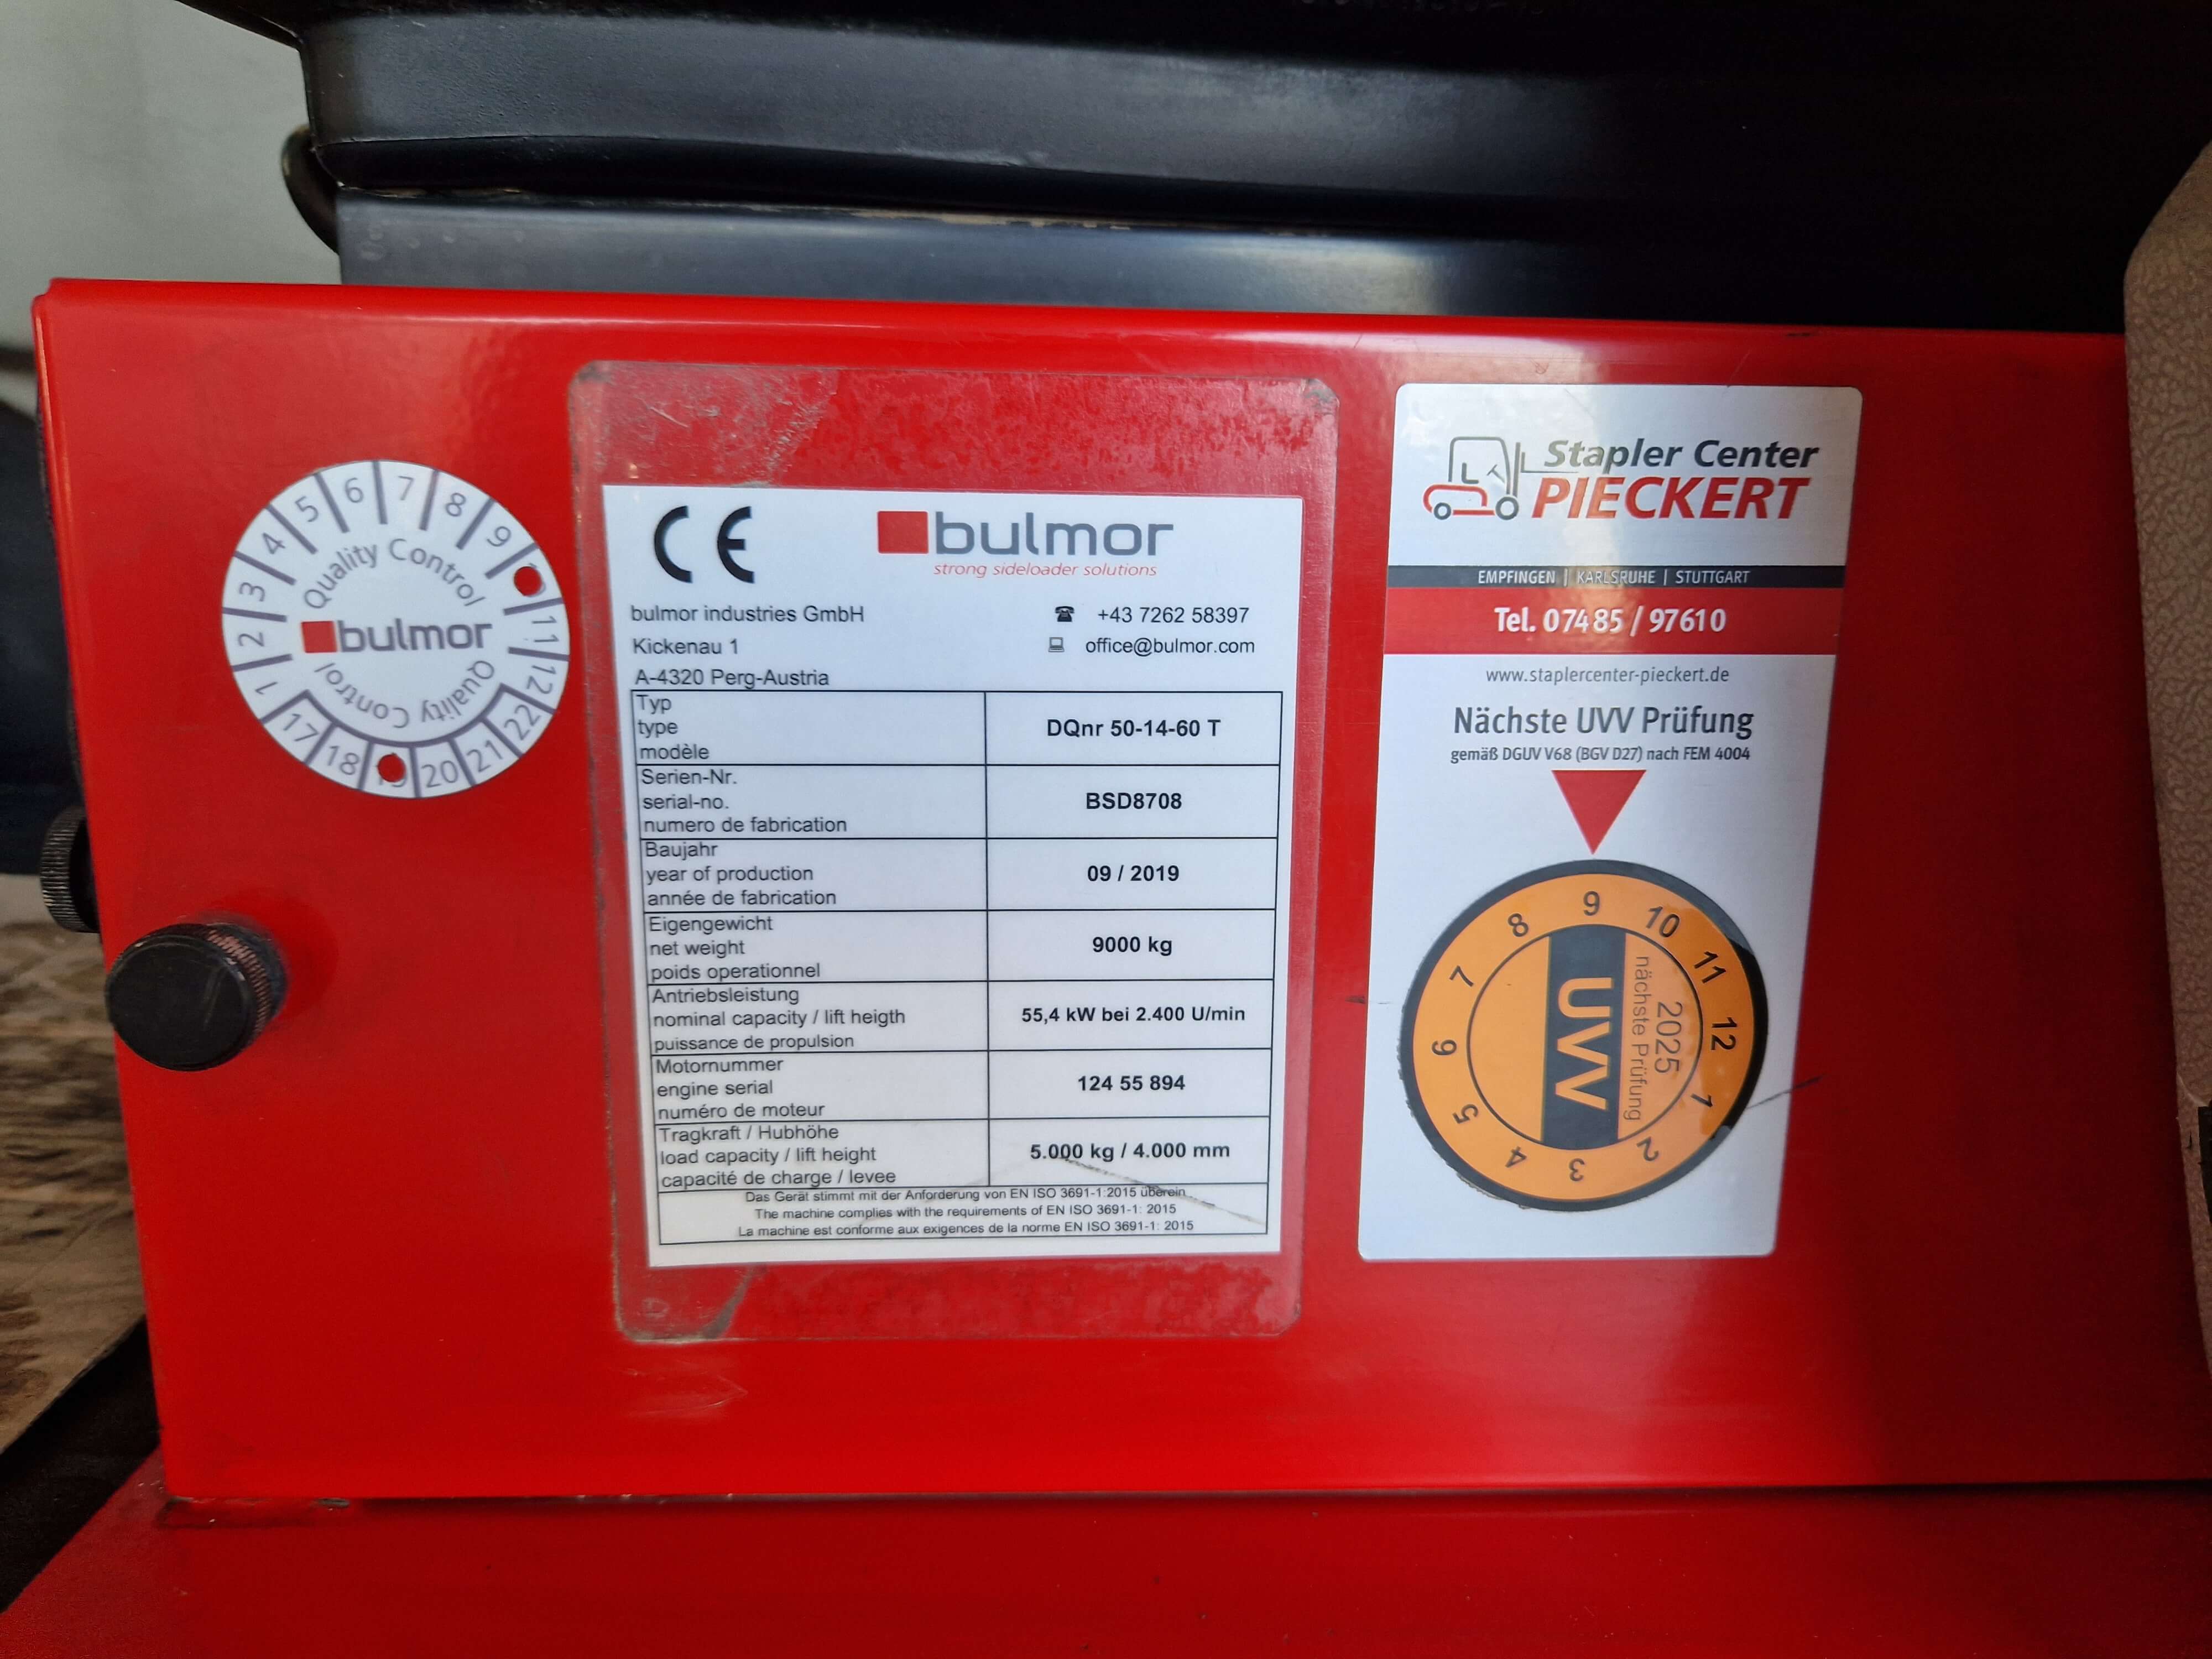 1 2 3 4 5 6 7 8 9 11 12
Quality Control
bulmor
Quality Control
17 18 20 21 22
CE
bulmor
strong sideloader solutions
bulmor industries GmbH
+43 7262 58397
Kickenau 1
office@bulmor.com
A-4320 Perg-Austria
Typ
type
modèle
DQnr 50-14-60 T
Serien-Nr.
serial-no.
numero de fabrication
BSD8708
Baujahr
year of production
année de fabrication
09 / 2019
Eigengewicht
net weight
poids operationnel
9000 kg
Antriebsleistung
nominal capacity / lift heigth
puissance de propulsion
55,4 kW bei 2.400 U/min
Motornummer
engine serial
numéro de moteur
124 55 894
Tragkraft / Hubhöhe
load capacity / lift height
capacité de charge / levee
5.000 kg / 4.000 mm
Das Gerät stimmt mit der Anforderung von EN ISO 3691-1:2015 überein
The machine complies with the requirements of EN ISO 3691-1: 2015
La machine est conforme aux exigences de la norme EN ISO 3691-1: 2015
Stapler Center
PIECKERT
EMPFINGEN | KARLSRUHE | STUTTGART
Tel. 07485 / 97610
www.staplercenter-pieckert.de
Nächste UVV Prüfung
gemäß DGUV V68 (BGV D27) nach FEM 4004
9 10 11 12 1 2 3 4 5 6 7 8
2025
nächste Prüfung
UVV